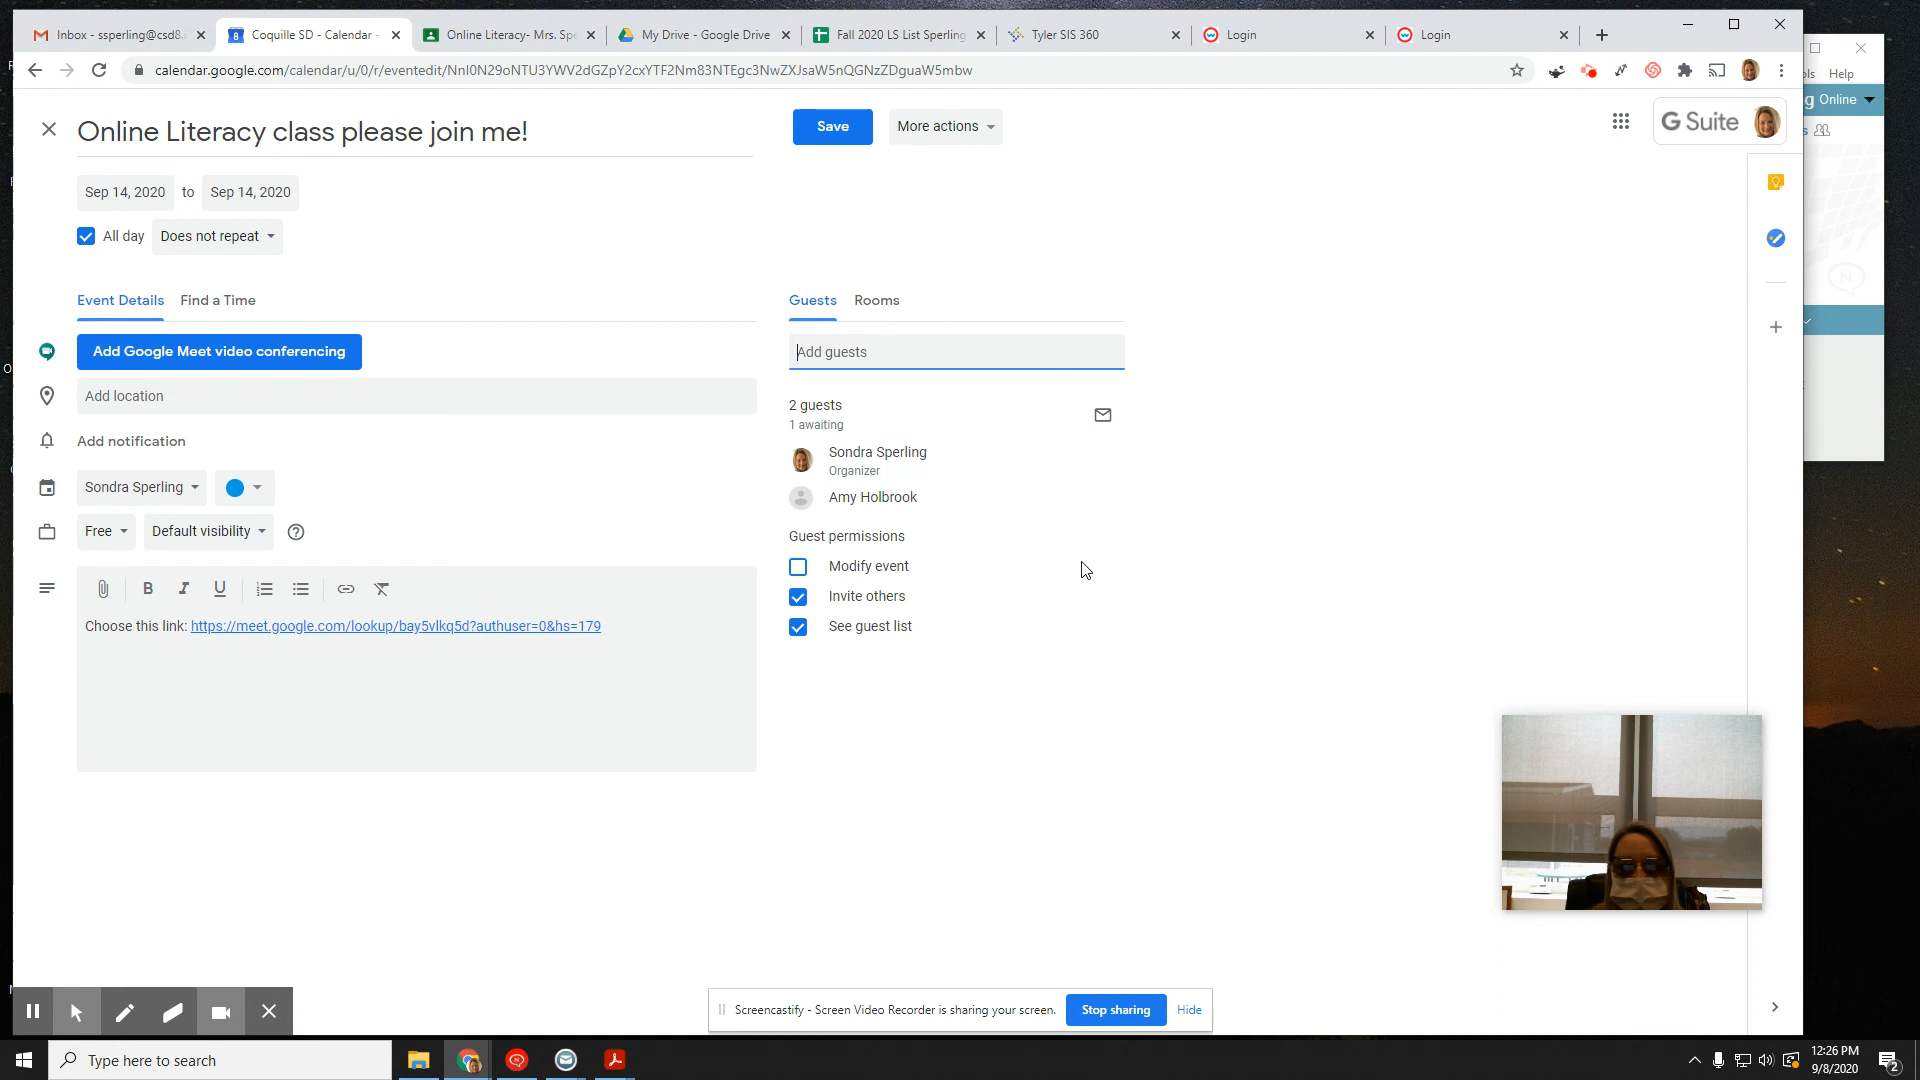 Inbox - ssperling@csd8.
Coquille SD - Calendar -
Online Literacy- Mrs. Spe
My Drive - Google Drive
Fall 2020 LS List Sperling
Tyler SIS 360
Login
Login
calendar.google.com/calendar/u/0/r/eventedit/NnI0N29oNTU3YWV2dGZpY2cxYTF2Nm83NTEgc3NwZXJsaW5nQGNzZDguaW5mbw
Help
Online Literacy class please join me!
Save
More actions
G Suite
Online
Sep 14, 2020 to Sep 14, 2020
All day
Does not repeat
Event Details
Find a Time
Guests
Rooms
Add Google Meet video conferencing
Add guests
Add location
2 guests
1 awaiting
Add notification
Sondra Sperling
Organizer
Sondra Sperling
Amy Holbrook
Free
Default visibility
Guest permissions
Modify event
B I U
Invite others
Choose this link: https://meet.google.com/lookup/bay5vlkq5d?authuser=0&hs=179
See guest list
Screencastify - Screen Video Recorder is sharing your screen.
Stop sharing
Hide
Type here to search
12:26 PM
9/8/2020
2